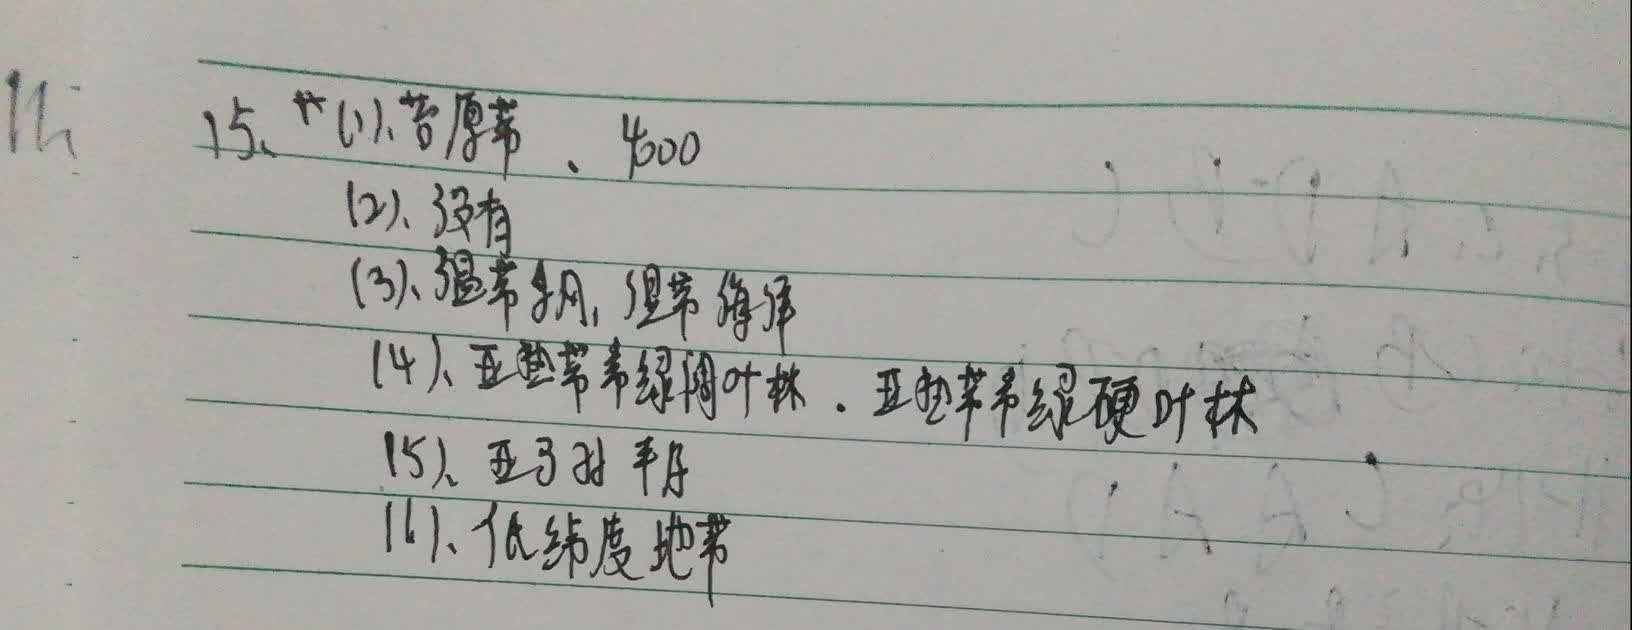 15、(1)、苔原带、4600
(2)、没有
(3)、温带季风,温带海洋
(4)、亚热带常绿阔叶林.亚热带常绿硬叶林
(5)、亚马孙平原
(6)、低纬度地带